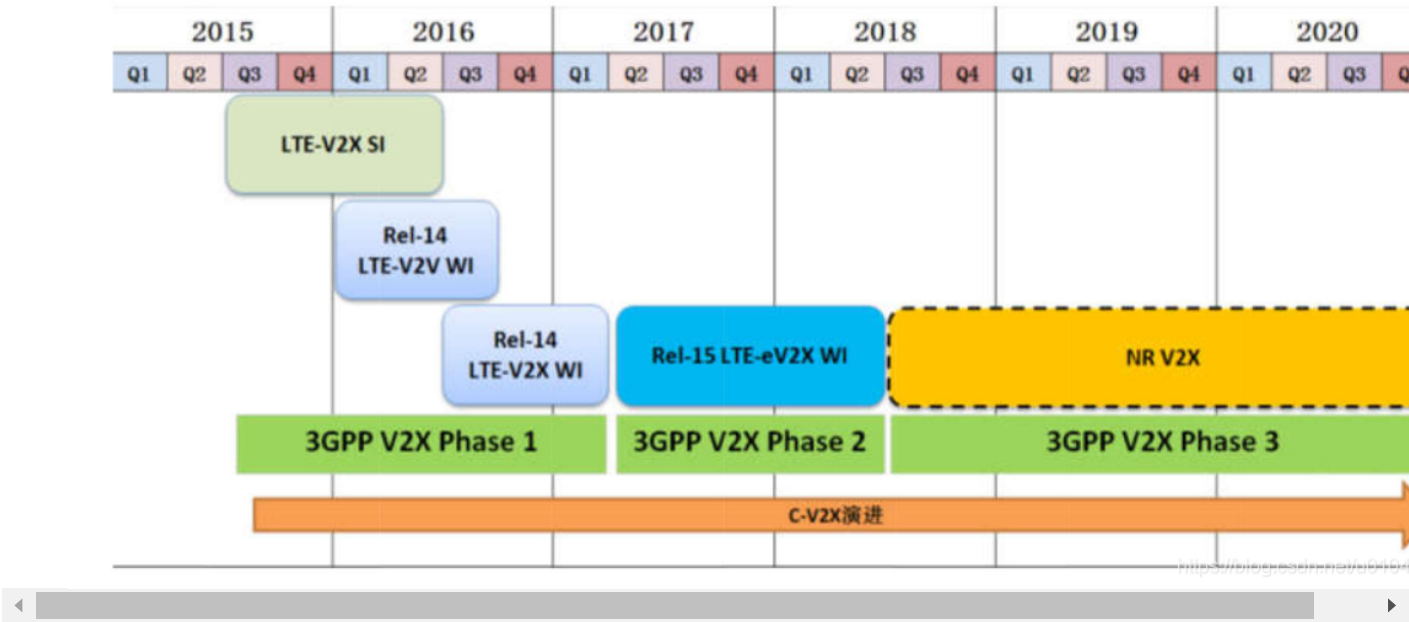 2015 2016 2017 2018 2019 2020
Q1 Q2 Q3 Q4 Q1 Q2 Q3 Q4 Q1 Q2 Q3 Q4 Q1 Q2 Q3 Q4 Q1 Q2 Q3 Q4 Q1 Q2 Q3 Q
LTE-V2X SI
Rel-14
LTE-V2V WI
Rel-14
LTE-V2X WI
Rel-15 LTE-eV2X WI
NR V2X
3GPP V2X Phase 1 3GPP V2X Phase 2 3GPP V2X Phase 3
C-V2X演进